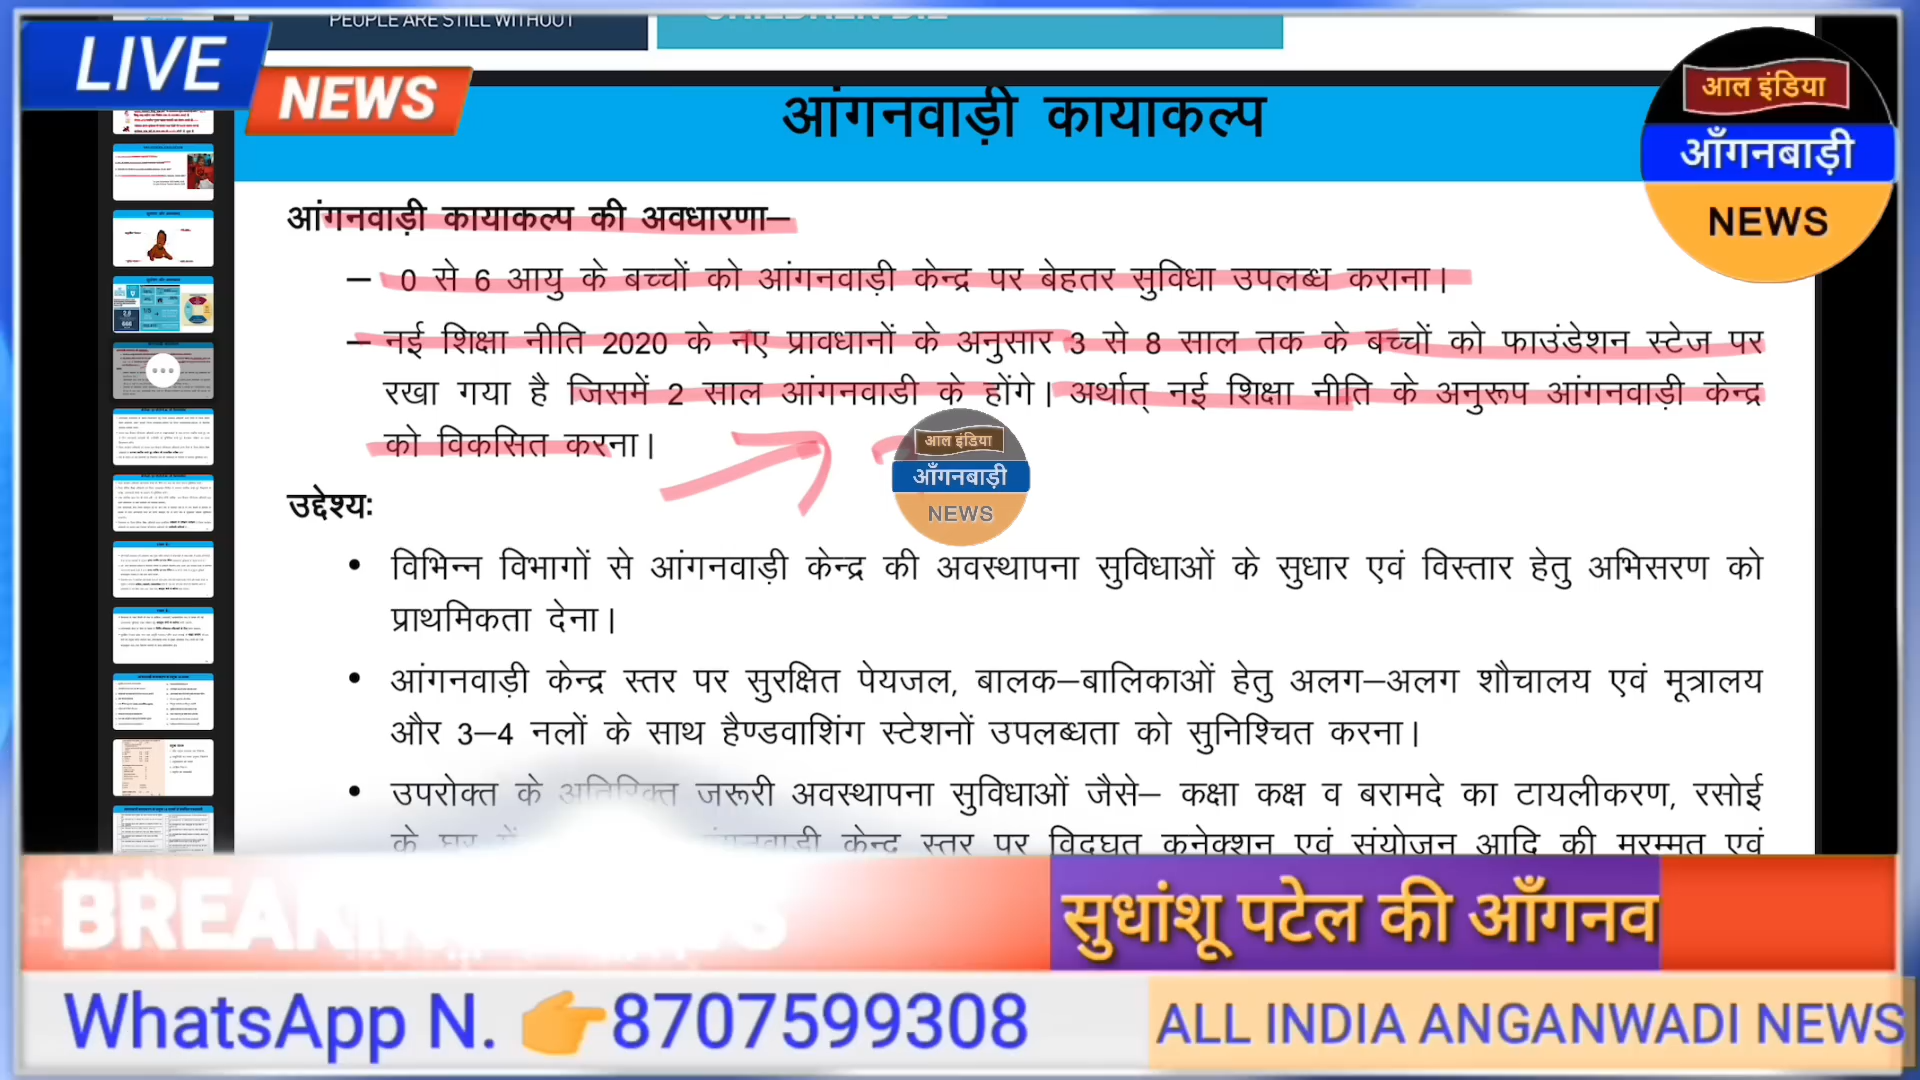 PEOPLE ARE STILL WITHOUT
LIVE
NEWS
आंगनवाड़ी कायाकल्प
आल इंडिया
आँगनबाड़ी
NEWS
आंगनवाड़ी कायाकल्प की अवधारणा–
– 0 से 6 आयु के बच्चों को आंगनवाड़ी केन्द्र पर बेहतर सुविधा उपलब्ध कराना।
– नई शिक्षा नीति 2020 के नए प्रावधानों के अनुसार 3 से 8 साल तक के बच्चों को फाउंडेशन स्टेज पर
रखा गया है जिसमें 2 साल आंगनवाडी के होंगे। अर्थात् नई शिक्षा नीति के अनुरूप आंगनवाड़ी केन्द्र
को विकसित करना।
आल इंडिया
आँगनबाड़ी
NEWS
उद्देश्यः
• विभिन्न विभागों से आंगनवाड़ी केन्द्र की अवस्थापना सुविधाओं के सुधार एवं विस्तार हेतु अभिसरण को
प्राथमिकता देना।
• आंगनवाड़ी केन्द्र स्तर पर सुरक्षित पेयजल, बालक–बालिकाओं हेतु अलग–अलग शौचालय एवं मूत्रालय
और 3–4 नलों के साथ हैण्डवाशिंग स्टेशनों उपलब्धता को सुनिश्चित करना।
• उपरोक्त के अतिरिक्त जरूरी अवस्थापना सुविधाओं जैसे– कक्षा कक्ष व बरामदे का टायलीकरण, रसोई
के घर में केन्द्र स्तर पर विद्युत कनेक्शन एवं संयोजन आदि की मरम्मत एवं
सुधांशू पटेल की आँगनव
WhatsApp N. 👉8707599308
ALL INDIA ANGANWADI NEWS